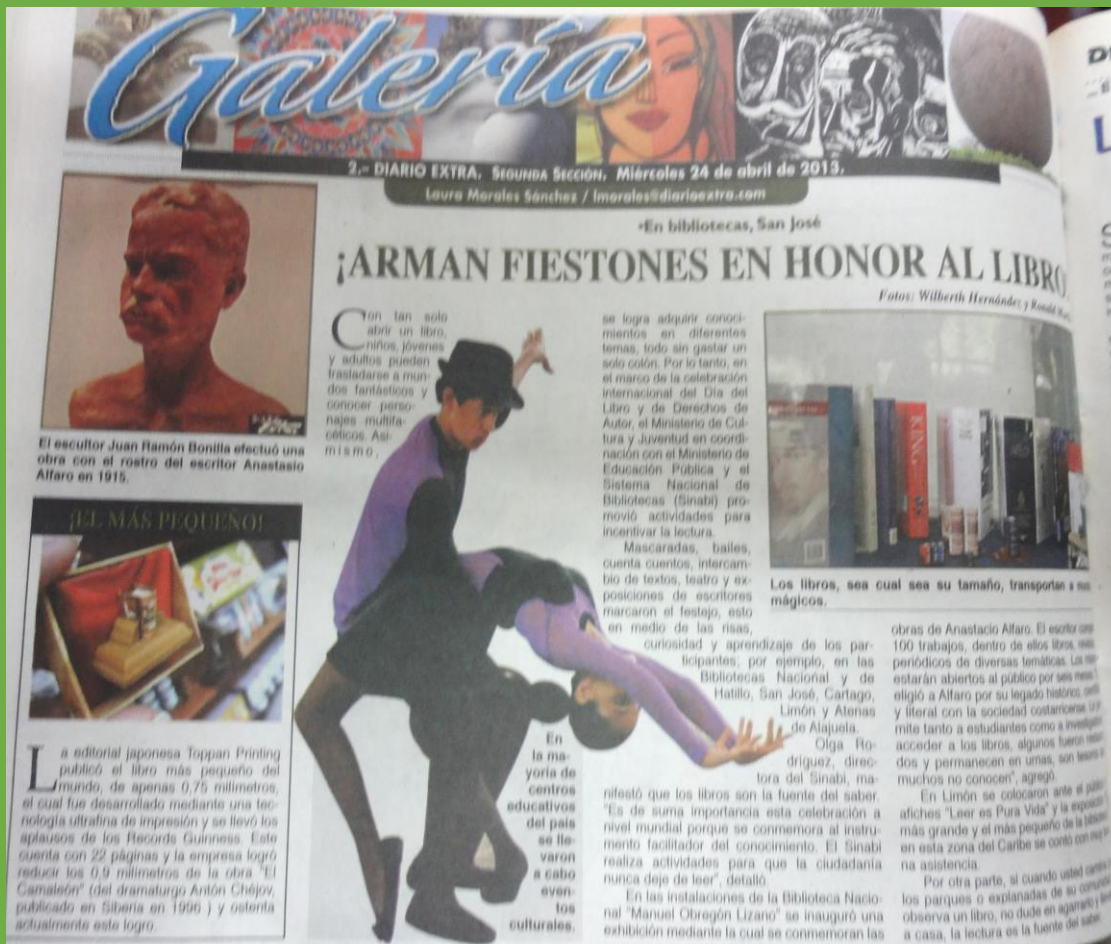 Galería
2.- DIARIO EXTRA, SEGUNDA SECCIÓN, Miércoles 24 de abril de 2013.
Laura Morales Sánchez / lmorales@diarioextra.com
•En bibliotecas, San José
¡ARMAN FIESTONES EN HONOR AL LIBRO
Fotos: Wilberth Hernández y Ronald
El escultor Juan Ramón Bonilla efectuó una
obra con el rostro del escritor Anastasio
Alfaro en 1915.
¡EL MÁS PEQUEÑO!
La editorial japonesa Toppan Printing
publicó el libro más pequeño del
mundo, de apenas 0,75 milímetros,
el cual fue desarrollado mediante una tec-
nología ultrafina de impresión y se llevó los
aplausos de los Records Guinness. Este
cuenta con 22 páginas y la empresa logró
reducir los 0,9 milímetros de la obra "El
Camaleón" (del dramaturgo Antón Chéjov,
publicado en Siberia en 1996 ) y ostenta
actualmente este logro.
Con tan solo
abrir un libro,
niños, jóvenes
y adultos pueden
trasladarse a mun-
dos fantásticos y
conocer perso-
najes multifa-
céticos. Asi-
mismo,
En
la ma-
yoría de
centros
educativos
del país
se lle-
varon
a cabo
even-
tos
culturales.
se logra adquirir conoci-
mientos en diferentes
temas, todo sin gastar un
solo colón. Por lo tanto, en
el marco de la celebración
internacional del Día del
Libro y de Derechos de
Autor, el Ministerio de Cul-
tura y Juventud en coordi-
nación con el Ministerio de
Educación Pública y el
Sistema Nacional de
Bibliotecas (Sinabi) pro-
movió actividades para
incentivar la lectura.
Mascaradas, bailes,
cuenta cuentos, intercam-
bio de textos, teatro y ex-
posiciones de escritores
marcaron el festejo, esto
en medio de las risas,
curiosidad y aprendizaje de los par-
ticipantes; por ejemplo, en las
Bibliotecas Nacional y de
Hatillo, San José, Cartago,
Limón y Atenas
de Alajuela.
Olga Ro-
dríguez, direc-
tora del Sinabi, ma-
nifestó que los libros son la fuente del saber.
"Es de suma importancia esta celebración a
nivel mundial porque se conmemora al instru-
mento facilitador del conocimiento. El Sinabi
realiza actividades para que la ciudadanía
nunca deje de leer", detalló.
En las instalaciones de la Biblioteca Nacio-
nal "Manuel Obregón Lizano" se inauguró una
exhibición mediante la cual se conmemoran las
KING
Los libros, sea cual sea su tamaño, transportan a
mágicos.
obras de Anastacio Alfaro. El escritor
100 trabajos, dentro de ellos libros,
periódicos de diversas temáticas. Los
estarán abiertos al público por seis
eligió a Alfaro por su legado histórico,
y literal con la sociedad costarricense.
mite tanto a estudiantes como a
acceder a los libros, algunos fueron
dos y permanecen en urnas, son tesoros
muchos no conocen", agregó.
En Limón se colocaron ante el público
afiches "Leer es Pura Vida" y la
más grande y el más pequeño de la
en esta zona del Caribe se contó con
na asistencia.
Por otra parte, si cuando usted
los parques o explanadas de su
observa un libro, no dude en agarrarlo y
a casa, la lectura es la fuente del saber.